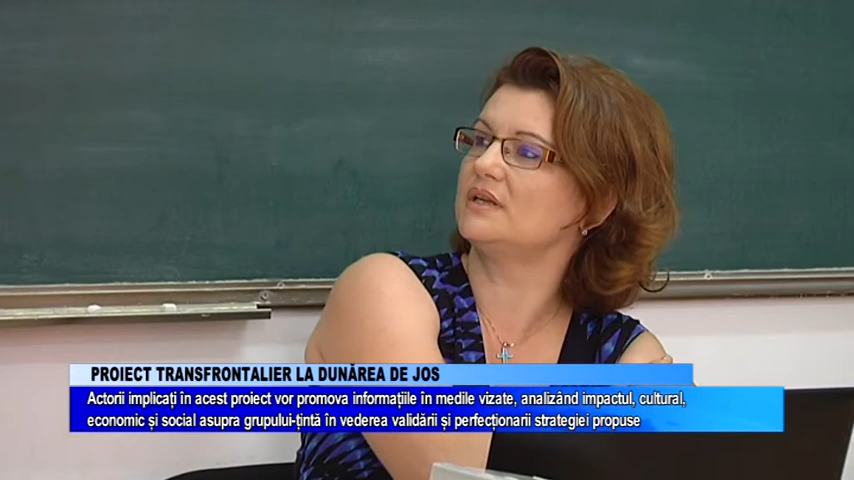 PROIECT TRANSFRONTALIER LA DUNĂREA DE JOS
Actorii implicați în acest proiect vor promova informațiile în medile vizate, analizând impactul, cultural,
economic și social asupra grupului-țintă în vederea validării și perfecționarii strategiei propuse